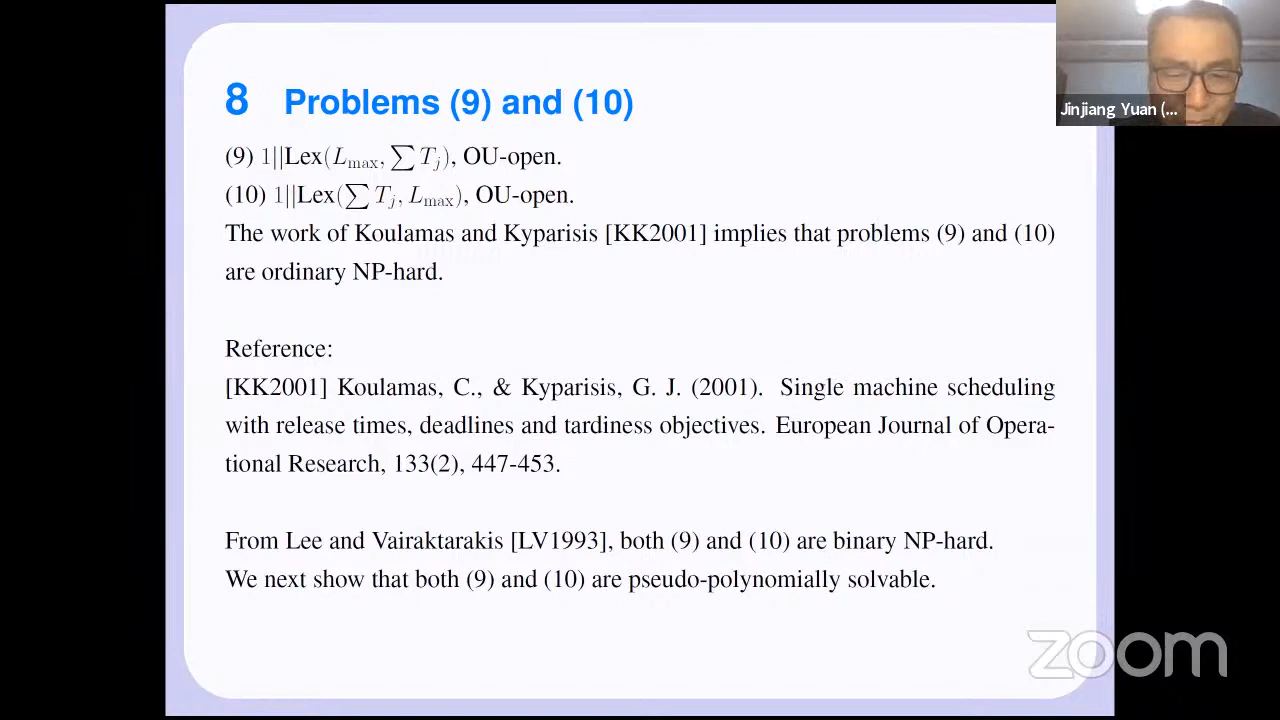 8 Problems (9) and (10)
(9) 1||Lex(L_max, ∑ T_j), OU-open.
(10) 1||Lex(∑ T_j, L_max), OU-open.
The work of Koulamas and Kyparisis [KK2001] implies that problems (9) and (10)
are ordinary NP-hard.
Reference:
[KK2001] Koulamas, C., & Kyparisis, G. J. (2001). Single machine scheduling
with release times, deadlines and tardiness objectives. European Journal of Opera-
tional Research, 133(2), 447-453.
From Lee and Vairaktarakis [LV1993], both (9) and (10) are binary NP-hard.
We next show that both (9) and (10) are pseudo-polynomially solvable.
Jinjiang Yuan (...
zoom